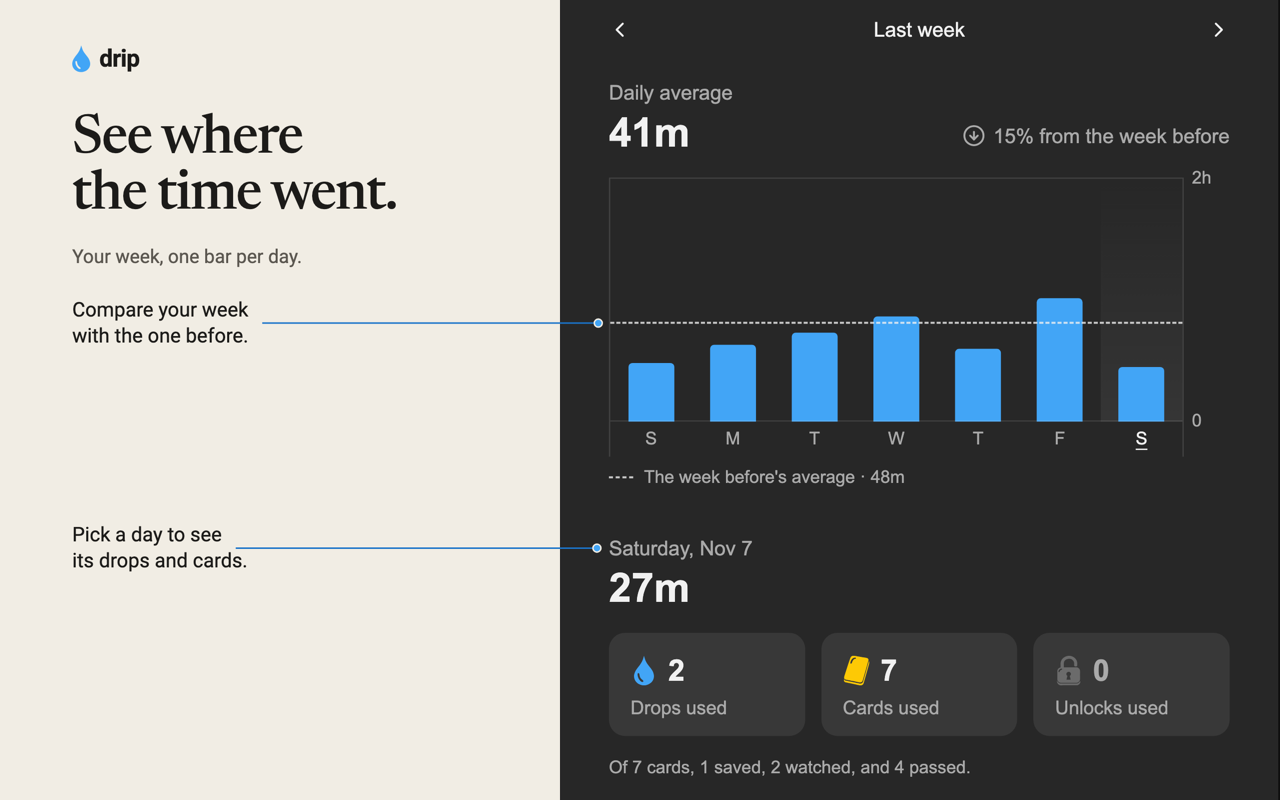 drip
See where
the time went.
Your week, one bar per day.
Compare your week
with the one before.
Pick a day to see
its drops and cards.
Last week
Daily average
41m
15% from the week before
2h
0
S M T W T F S
The week before's average · 48m
Saturday, Nov 7
27m
2
Drops used
7
Cards used
0
Unlocks used
Of 7 cards, 1 saved, 2 watched, and 4 passed.